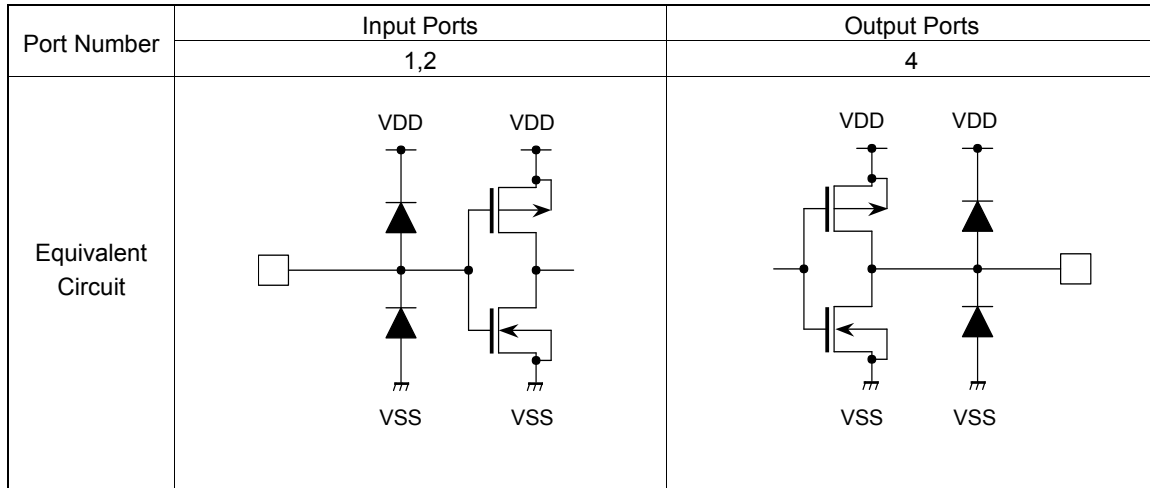 Port Number
Input Ports
Output Ports
1,2
4
Equivalent
Circuit
VDD
VDD
VSS
VSS
VDD
VDD
VSS
VSS